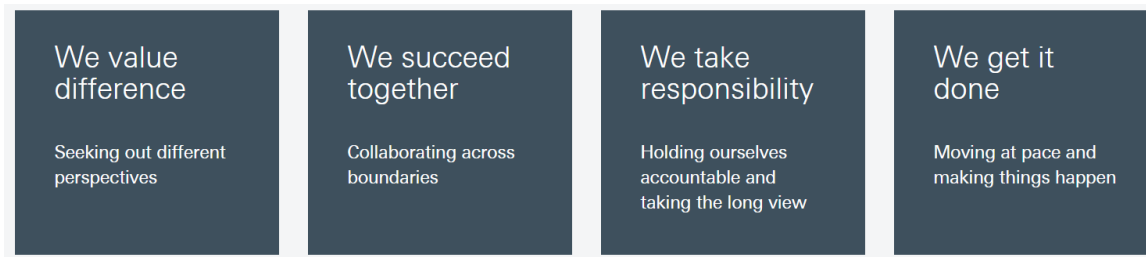 We value
difference
Seeking out different
perspectives
We succeed
together
Collaborating across
boundaries
We take
responsibility
Holding ourselves
accountable and
taking the long view
We get it
done
Moving at pace and
making things happen